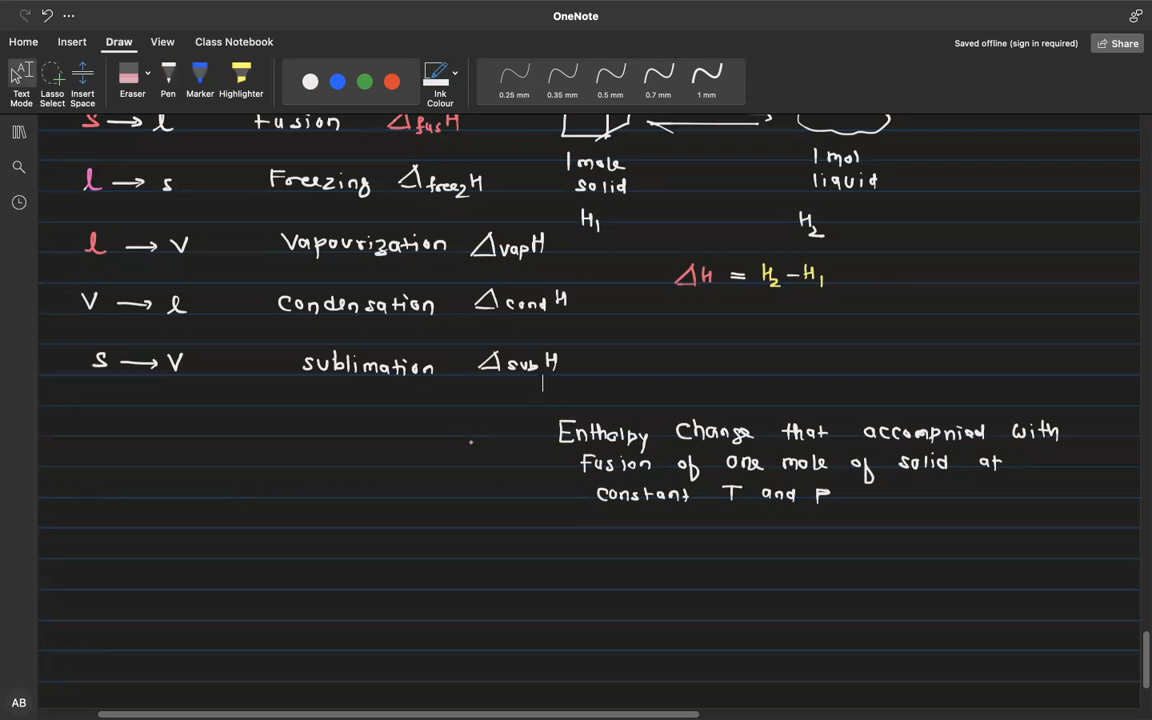 OneNote
Home Insert Draw View Class Notebook
Saved offline (sign in required) Share
Text Mode Lasso Select Insert Space Eraser Pen Marker Highlighter Ink Colour 0.25 mm 0.35 mm 0.5 mm 0.7 mm 1 mm
s → l Fusion ΔfusH
1 mole solid
1 mol liquid
l → s Freezing ΔfreezH
H1 H2
l → V Vapourization ΔvapH
ΔH = H2 - H1
V → l Condensation ΔcondH
S → V sublimation ΔsubH
Enthalpy Change that accompnied with
Fusion of one mole of solid at
constant T and P
AB